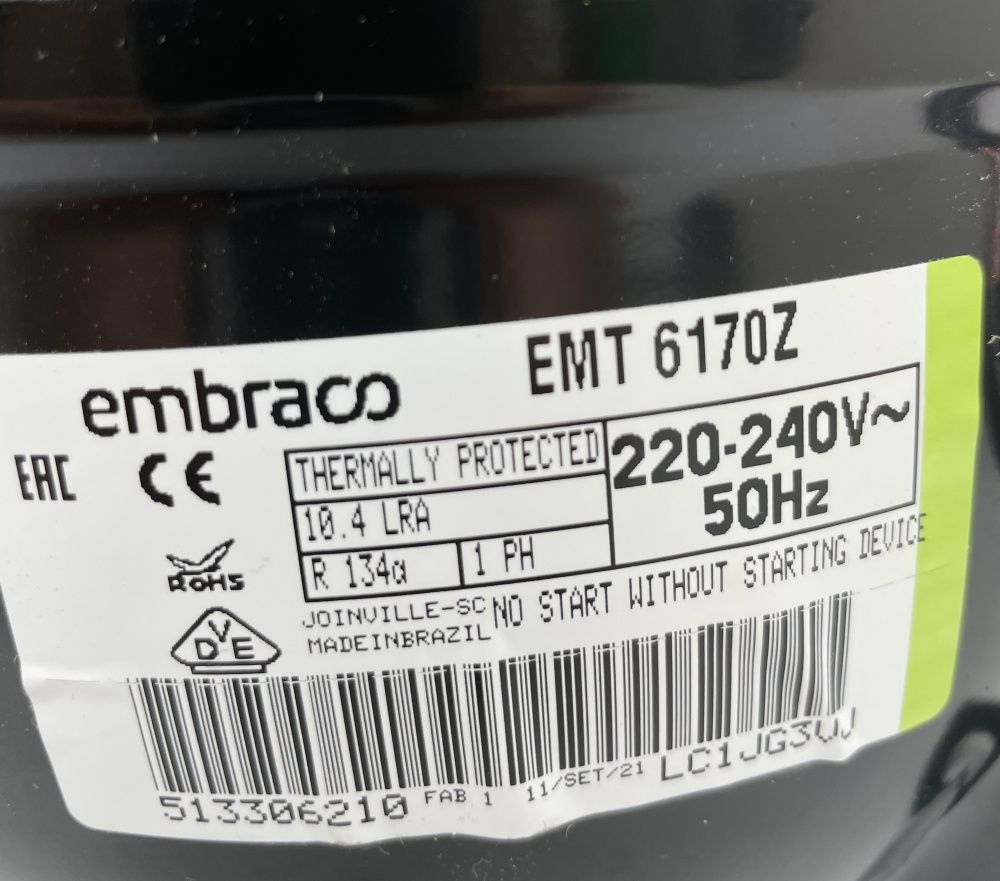 EMT 6170Z
embraco
EAC CE
THERMALLY PROTECTED
220-240V~
50Hz
10.4 LRA
R 134a
1 PH
RoHS
NO START WITHOUT STARTING DEVICE
JOINVILLE-SC
MADEINBRAZIL
VDE
513306210 FAB 1 11/SET/21 LC1JG3VJ